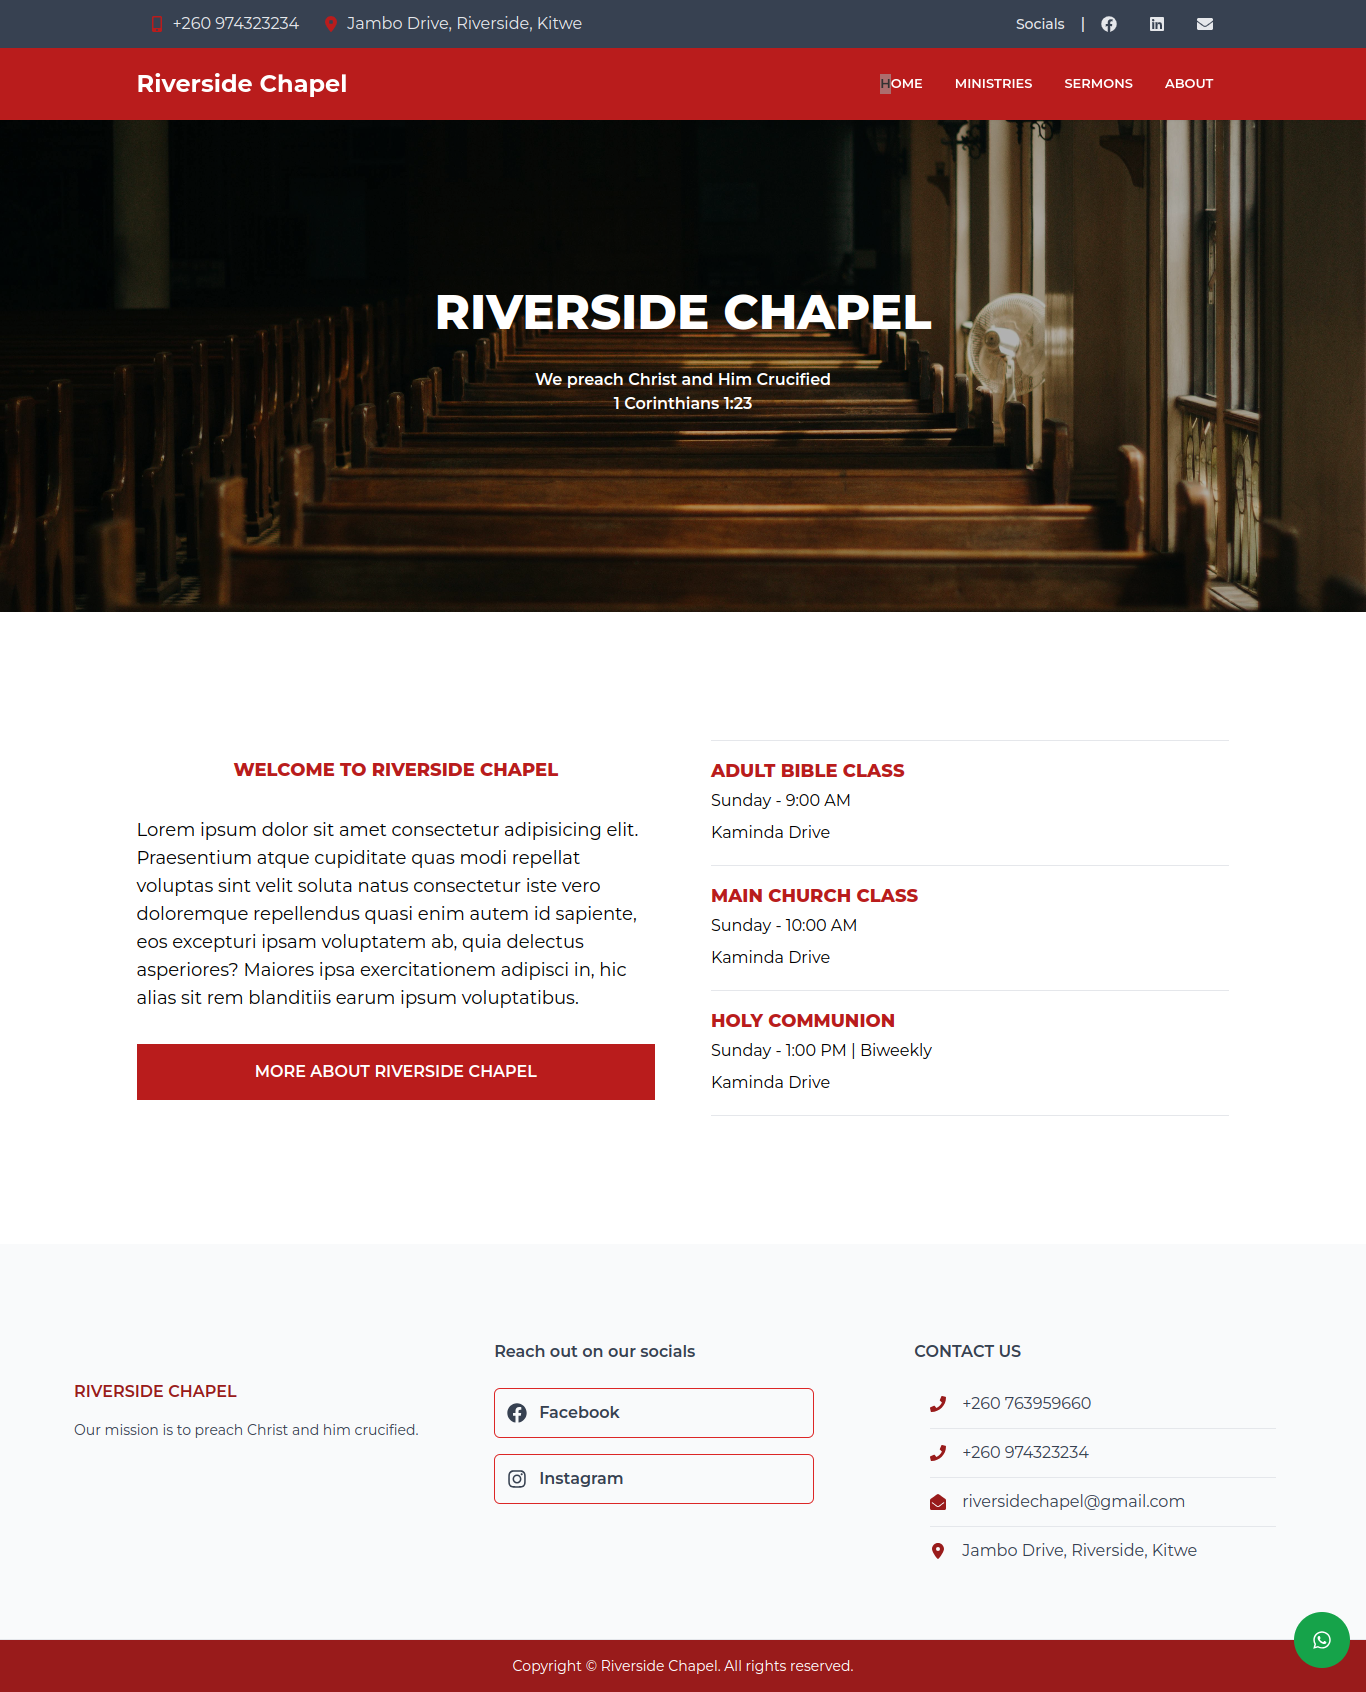 +260 974323234 Jambo Drive, Riverside, Kitwe Socials |
Riverside Chapel HOME MINISTRIES SERMONS ABOUT
RIVERSIDE CHAPEL
We preach Christ and Him Crucified
1 Corinthians 1:23
WELCOME TO RIVERSIDE CHAPEL
Lorem ipsum dolor sit amet consectetur adipisicing elit.
Praesentium atque cupiditate quas modi repellat
voluptas sint velit soluta natus consectetur iste vero
doloremque repellendus quasi enim autem id sapiente,
eos excepturi ipsam voluptatem ab, quia delectus
asperiores? Maiores ipsa exercitationem adipisci in, hic
alias sit rem blanditiis earum ipsum voluptatibus.
MORE ABOUT RIVERSIDE CHAPEL
ADULT BIBLE CLASS
Sunday - 9:00 AM
Kaminda Drive
MAIN CHURCH CLASS
Sunday - 10:00 AM
Kaminda Drive
HOLY COMMUNION
Sunday - 1:00 PM | Biweekly
Kaminda Drive
RIVERSIDE CHAPEL
Our mission is to preach Christ and him crucified.
Reach out on our socials
Facebook
Instagram
CONTACT US
+260 763959660
+260 974323234
riversidechapel@gmail.com
Jambo Drive, Riverside, Kitwe
Copyright © Riverside Chapel. All rights reserved.